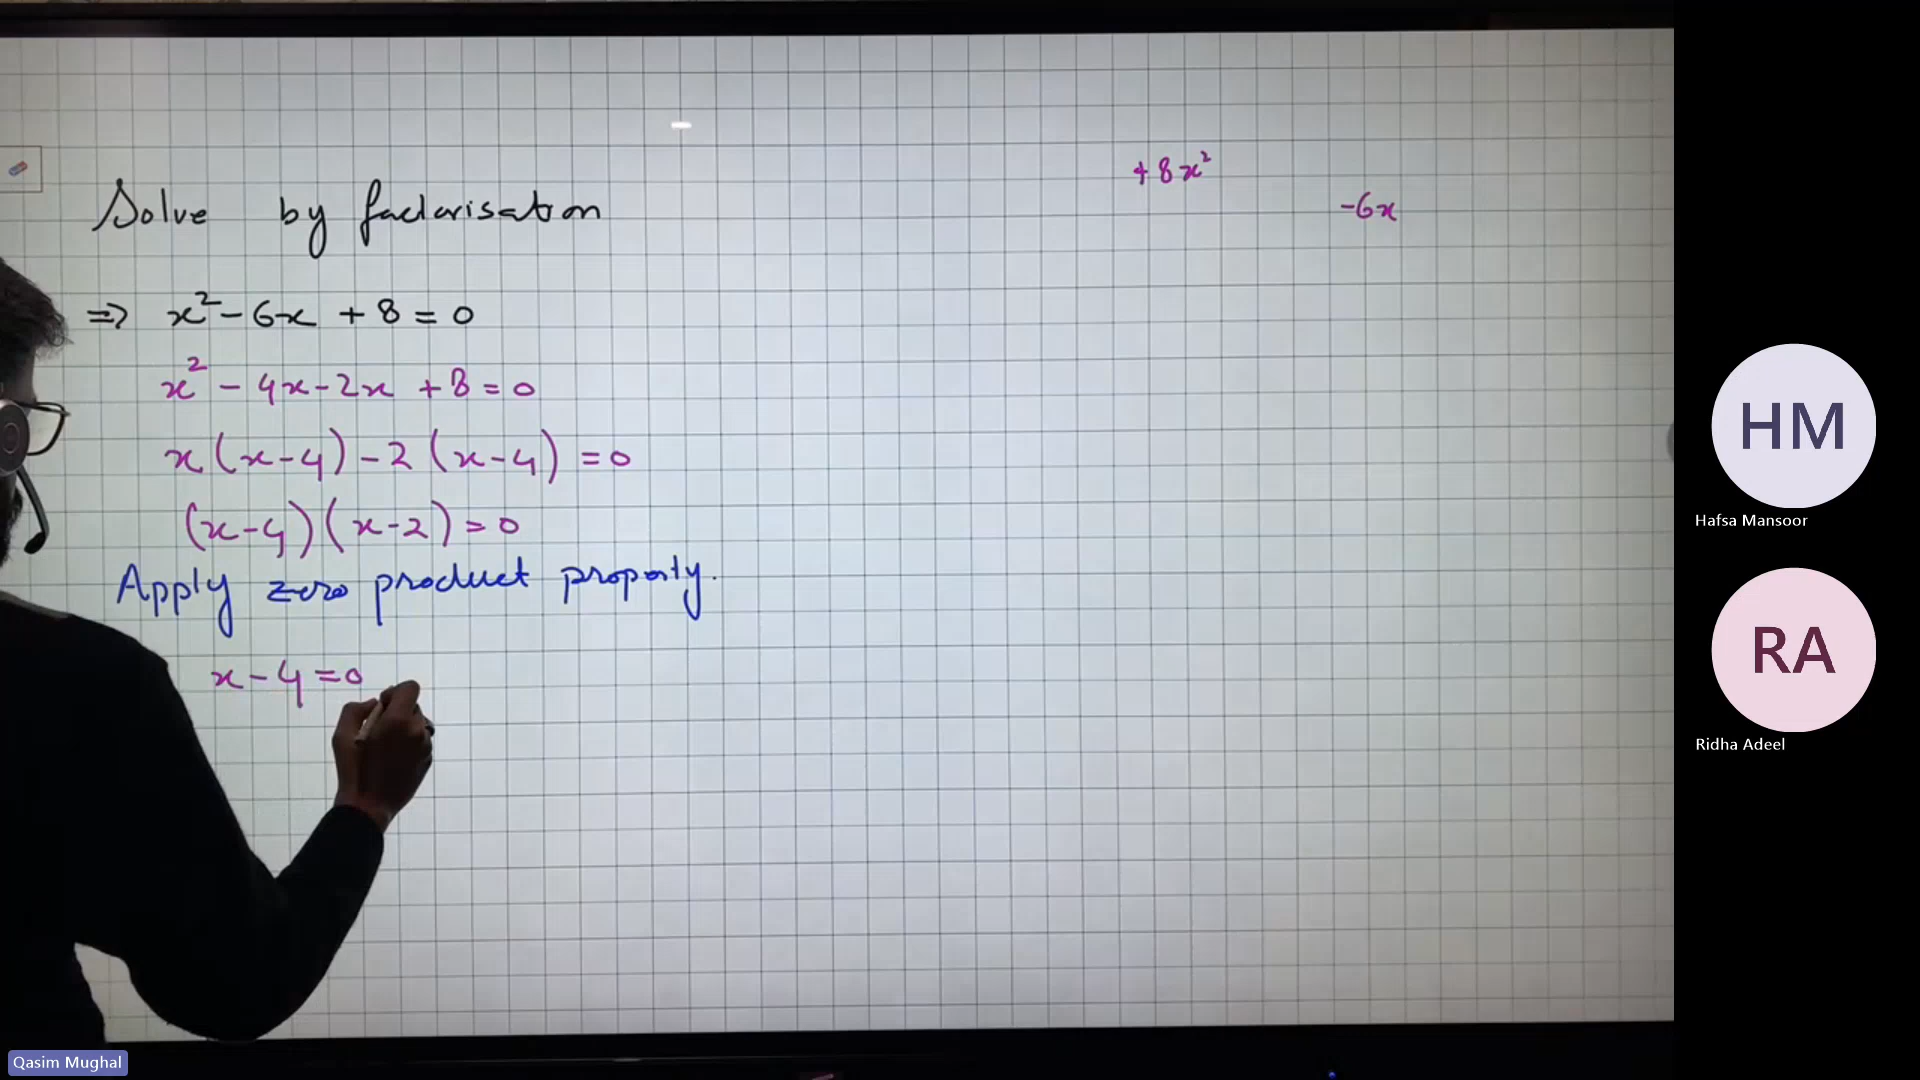 Solve by factorisation
⇒ x² - 6x + 8 = 0
x² - 4x - 2x + 8 = 0
x(x-4) - 2(x-4) = 0
(x-4)(x-2) = 0
Apply zero product property.
x - 4 = 0
+8x²
-6x
HM
Hafsa Mansoor
RA
Ridha Adeel
Qasim Mughal